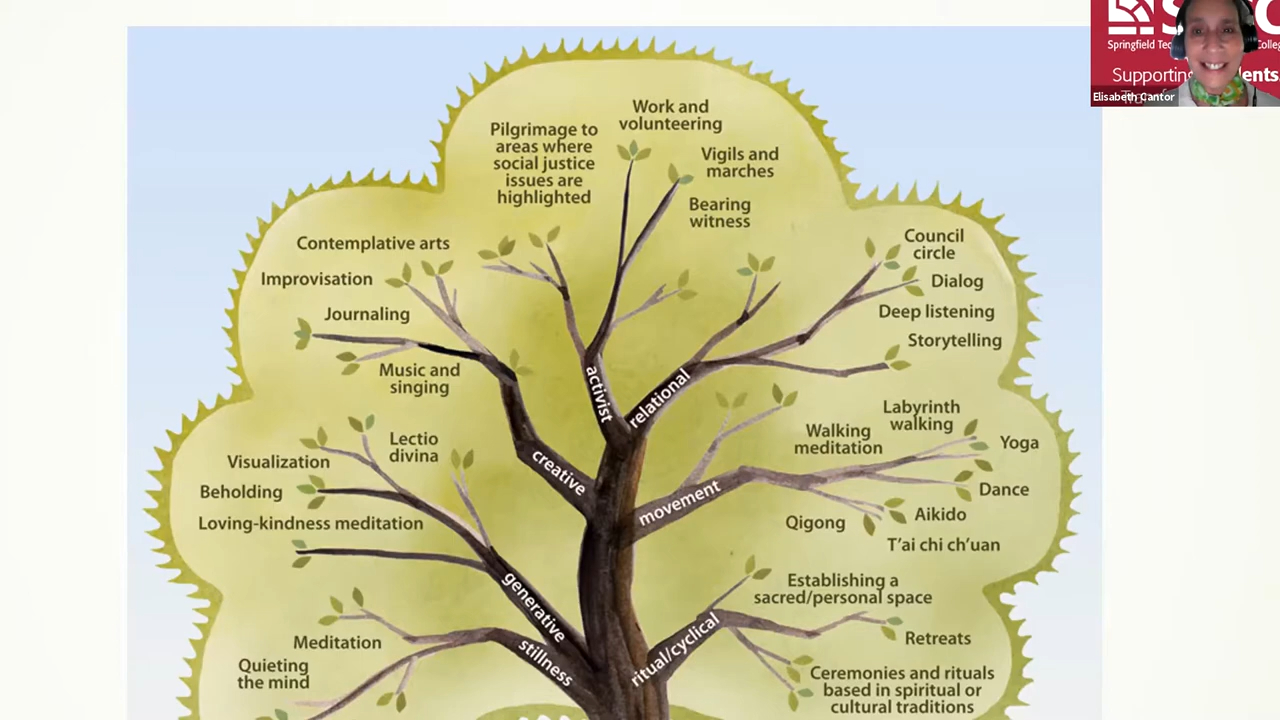 Springfield Tec
Supporting
Elisabeth Cantor
Work and
volunteering
Pilgrimage to
areas where
social justice
issues are
highlighted
Vigils and
marches
Bearing
witness
Contemplative arts
Improvisation
Journaling
Music and
singing
Council
circle
Dialog
Deep listening
Storytelling
activist
relational
creative
movement
Labyrinth
walking
Walking
meditation
Yoga
Dance
Aikido
Qigong
T'ai chi ch'uan
Lectio
divina
Visualization
Beholding
Loving-kindness meditation
generative
stillness
ritual/cyclical
Establishing a
sacred/personal space
Retreats
Ceremonies and rituals
based in spiritual or
cultural traditions
Meditation
Quieting
the mind